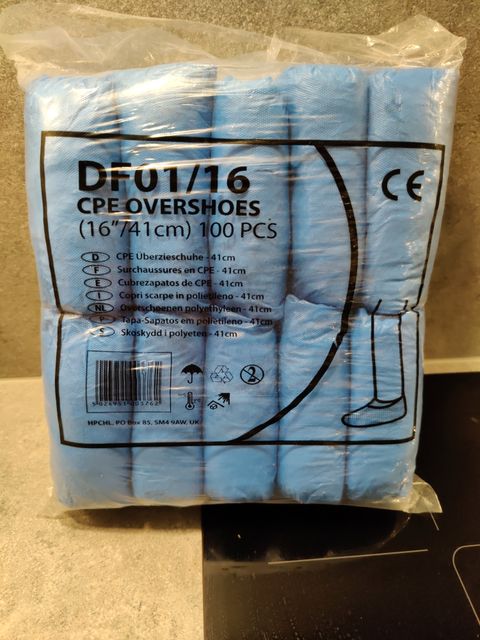 DF01/16
CE
CPE OVERSHOES
(16"/41cm) 100 PCS
D CPE Uberzieschuhe - 41cm
F Surchaussures en CPE - 41cm
E Cubrezapatos de CPE - 41cm
I Copri scarpe in polietileno - 41cm
NL Overschoenen polyethyleen - 41cm
P Tapa-Sapatos em polietileno - 41cm
S Skoskydd i polyeten - 41cm
HPCHL, PO Box 85, SM4 9AW, UK